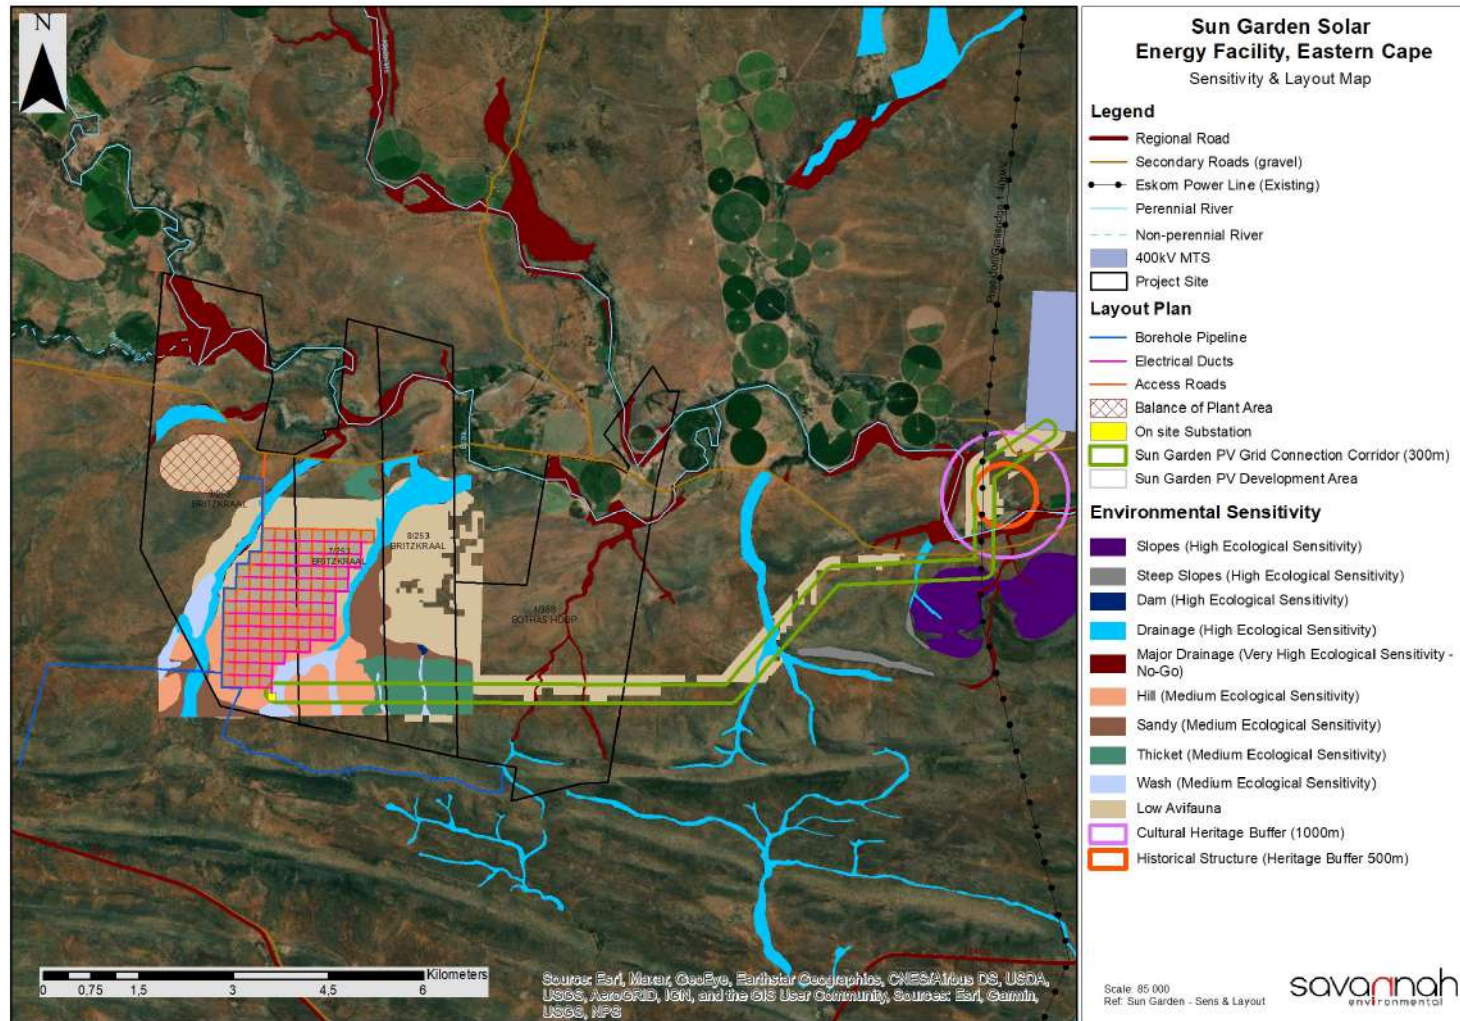 N
Poseidon/Grassridge 1 400kV
BRITZKRAAL
8/253
BRITZKRAAL
7/253
BRITZKRAAL
1/368
BOTHAS HOOP
Kilometers
0 0,75 1,5 3 4,5 6
Source: Esri, Maxar, GeoEye, Earthstar Geographics, CNES/Airbus DS, USDA,
USGS, AeroGRID, IGN, and the GIS User Community, Sources: Esri, Garmin,
USGS, NPS
Sun Garden Solar
Energy Facility, Eastern Cape
Sensitivity & Layout Map
Legend
Regional Road
Secondary Roads (gravel)
Eskom Power Line (Existing)
Perennial River
Non-perennial River
400kV MTS
Project Site
Layout Plan
Borehole Pipeline
Electrical Ducts
Access Roads
Balance of Plant Area
On site Substation
Sun Garden PV Grid Connection Corridor (300m)
Sun Garden PV Development Area
Environmental Sensitivity
Slopes (High Ecological Sensitivity)
Steep Slopes (High Ecological Sensitivity)
Dam (High Ecological Sensitivity)
Drainage (High Ecological Sensitivity)
Major Drainage (Very High Ecological Sensitivity -
No-Go)
Hill (Medium Ecological Sensitivity)
Sandy (Medium Ecological Sensitivity)
Thicket (Medium Ecological Sensitivity)
Wash (Medium Ecological Sensitivity)
Low Avifauna
Cultural Heritage Buffer (1000m)
Historical Structure (Heritage Buffer 500m)
Scale: 85 000
Ref: Sun Garden - Sens & Layout
savannah
environmental